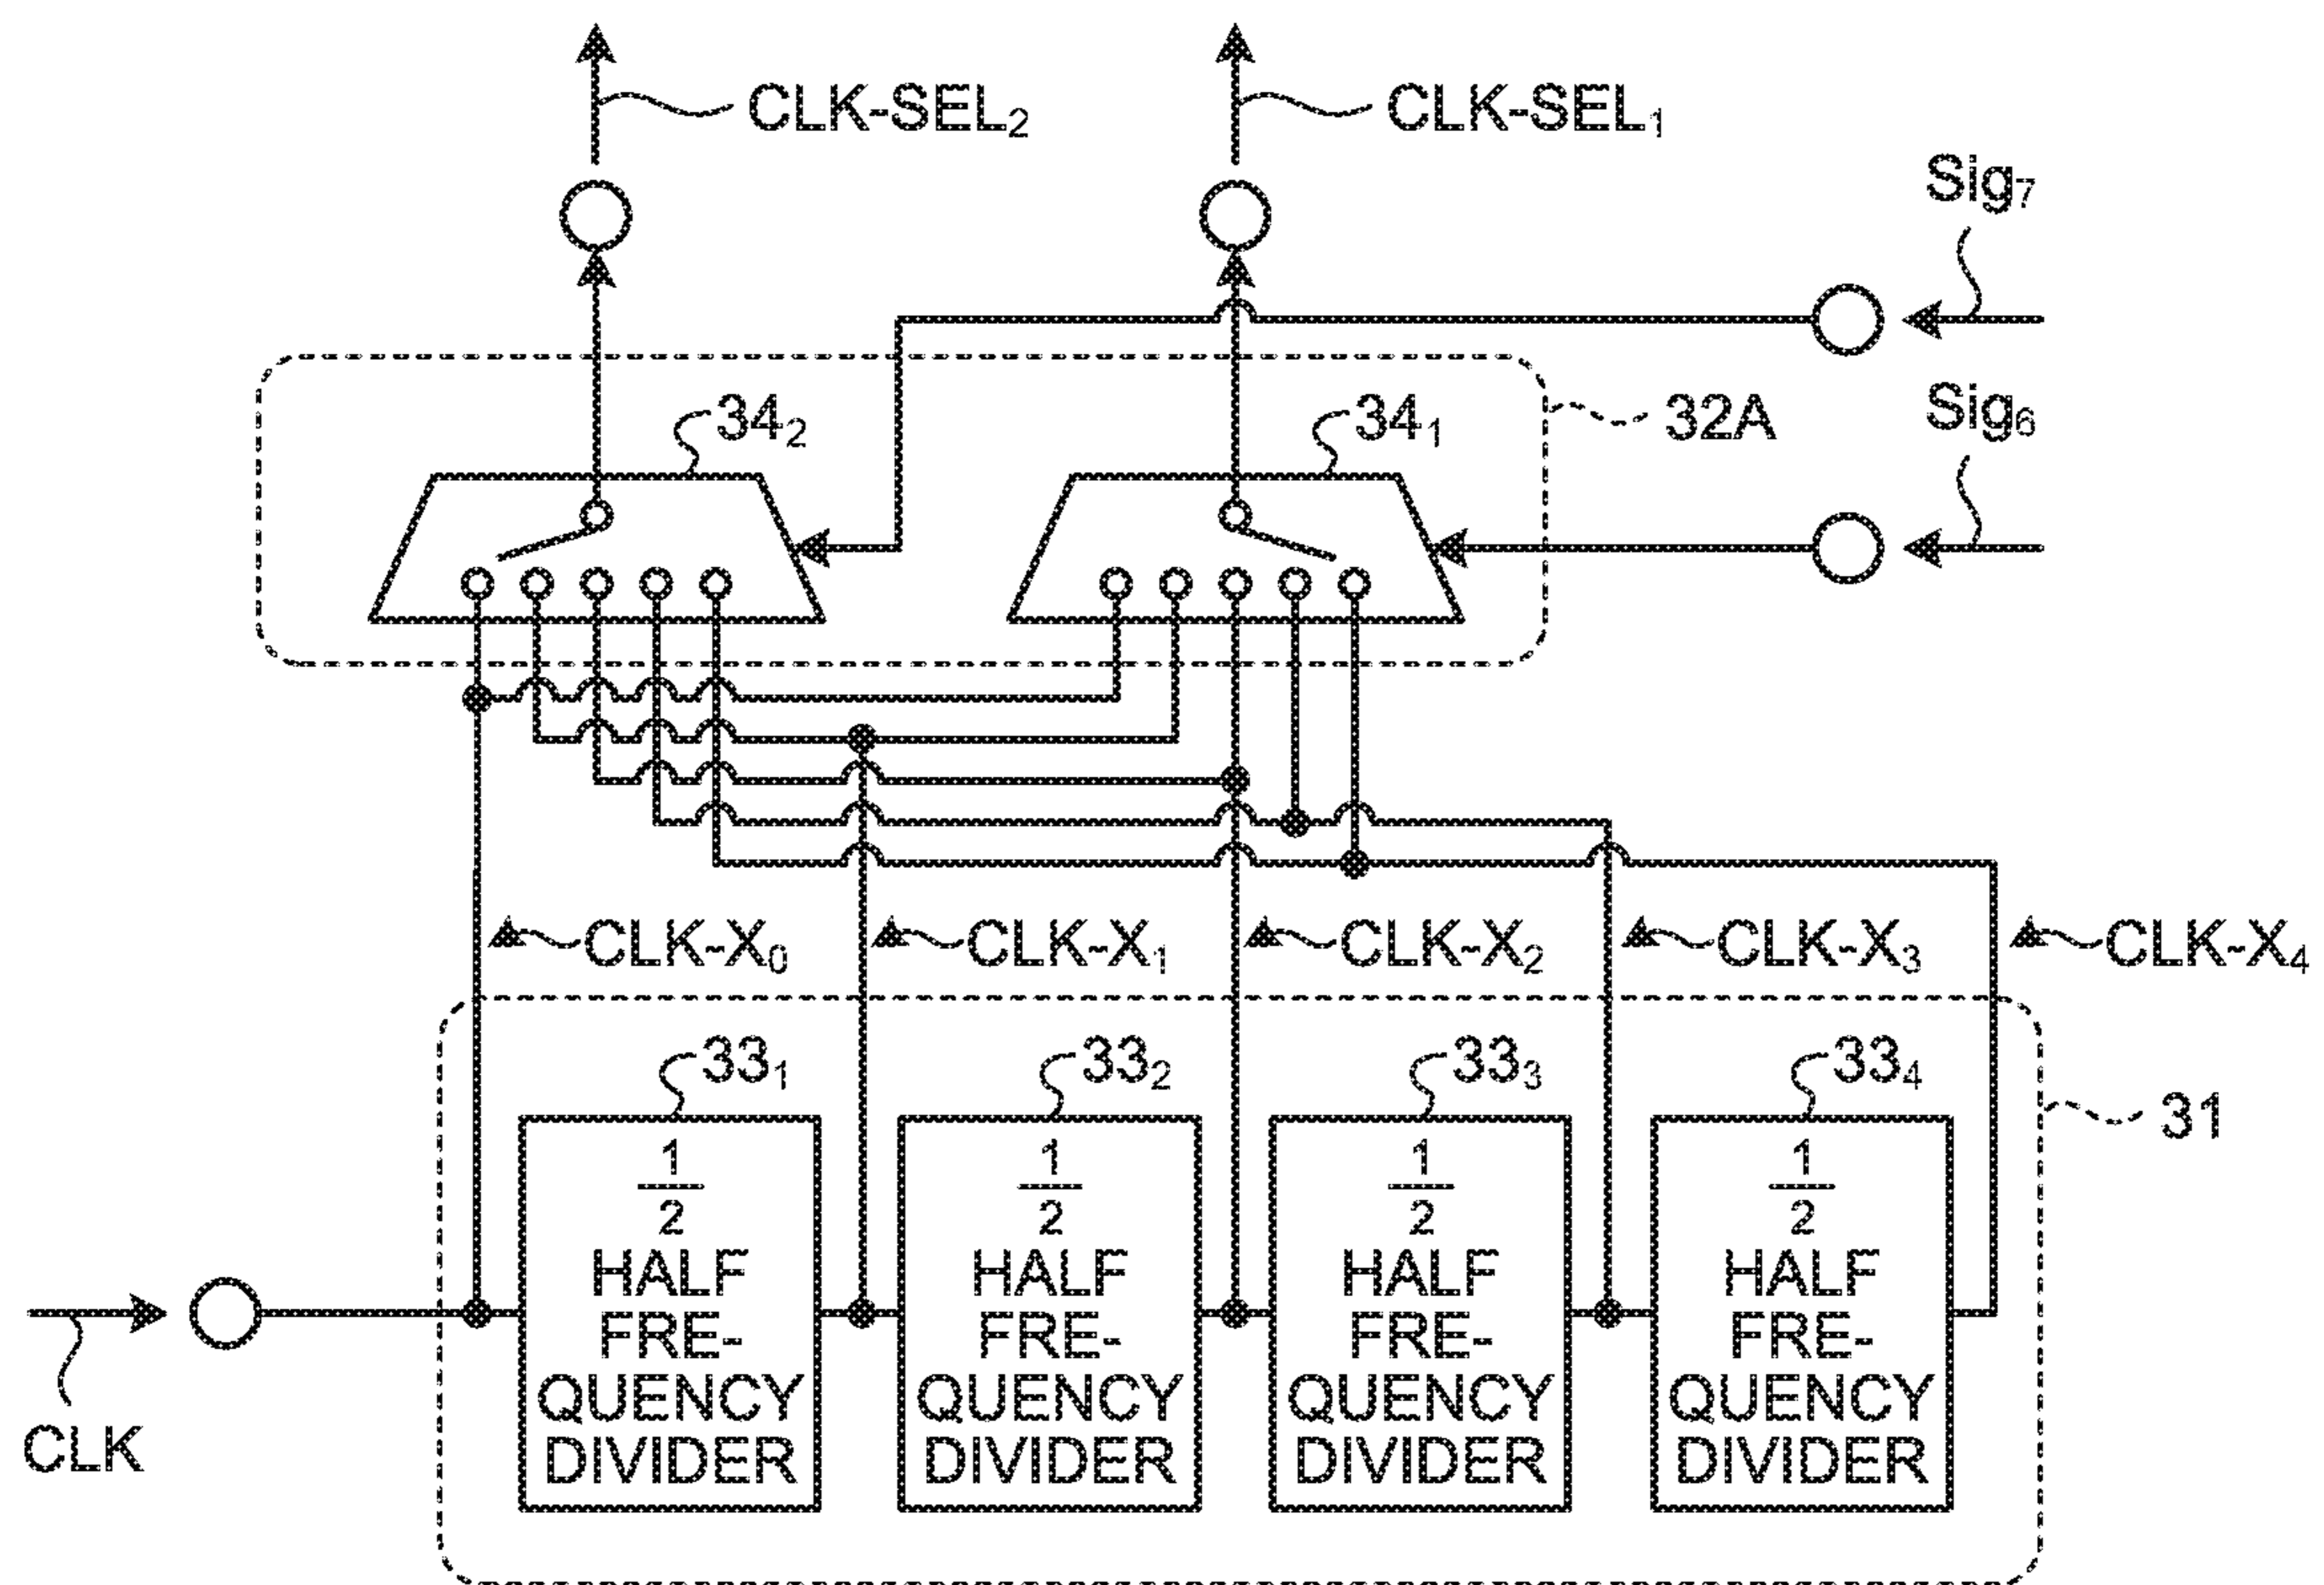 CLK-SEL₂
CLK-SEL₁
Sig₇
34₂
34₁
32A
Sig₆
CLK-X₀
CLK-X₁
CLK-X₂
CLK-X₃
CLK-X₄
33₁
33₂
33₃
33₄
31
1
2
HALF
FRE-
QUENCY
DIVIDER
1
2
HALF
FRE-
QUENCY
DIVIDER
1
2
HALF
FRE-
QUENCY
DIVIDER
1
2
HALF
FRE-
QUENCY
DIVIDER
CLK